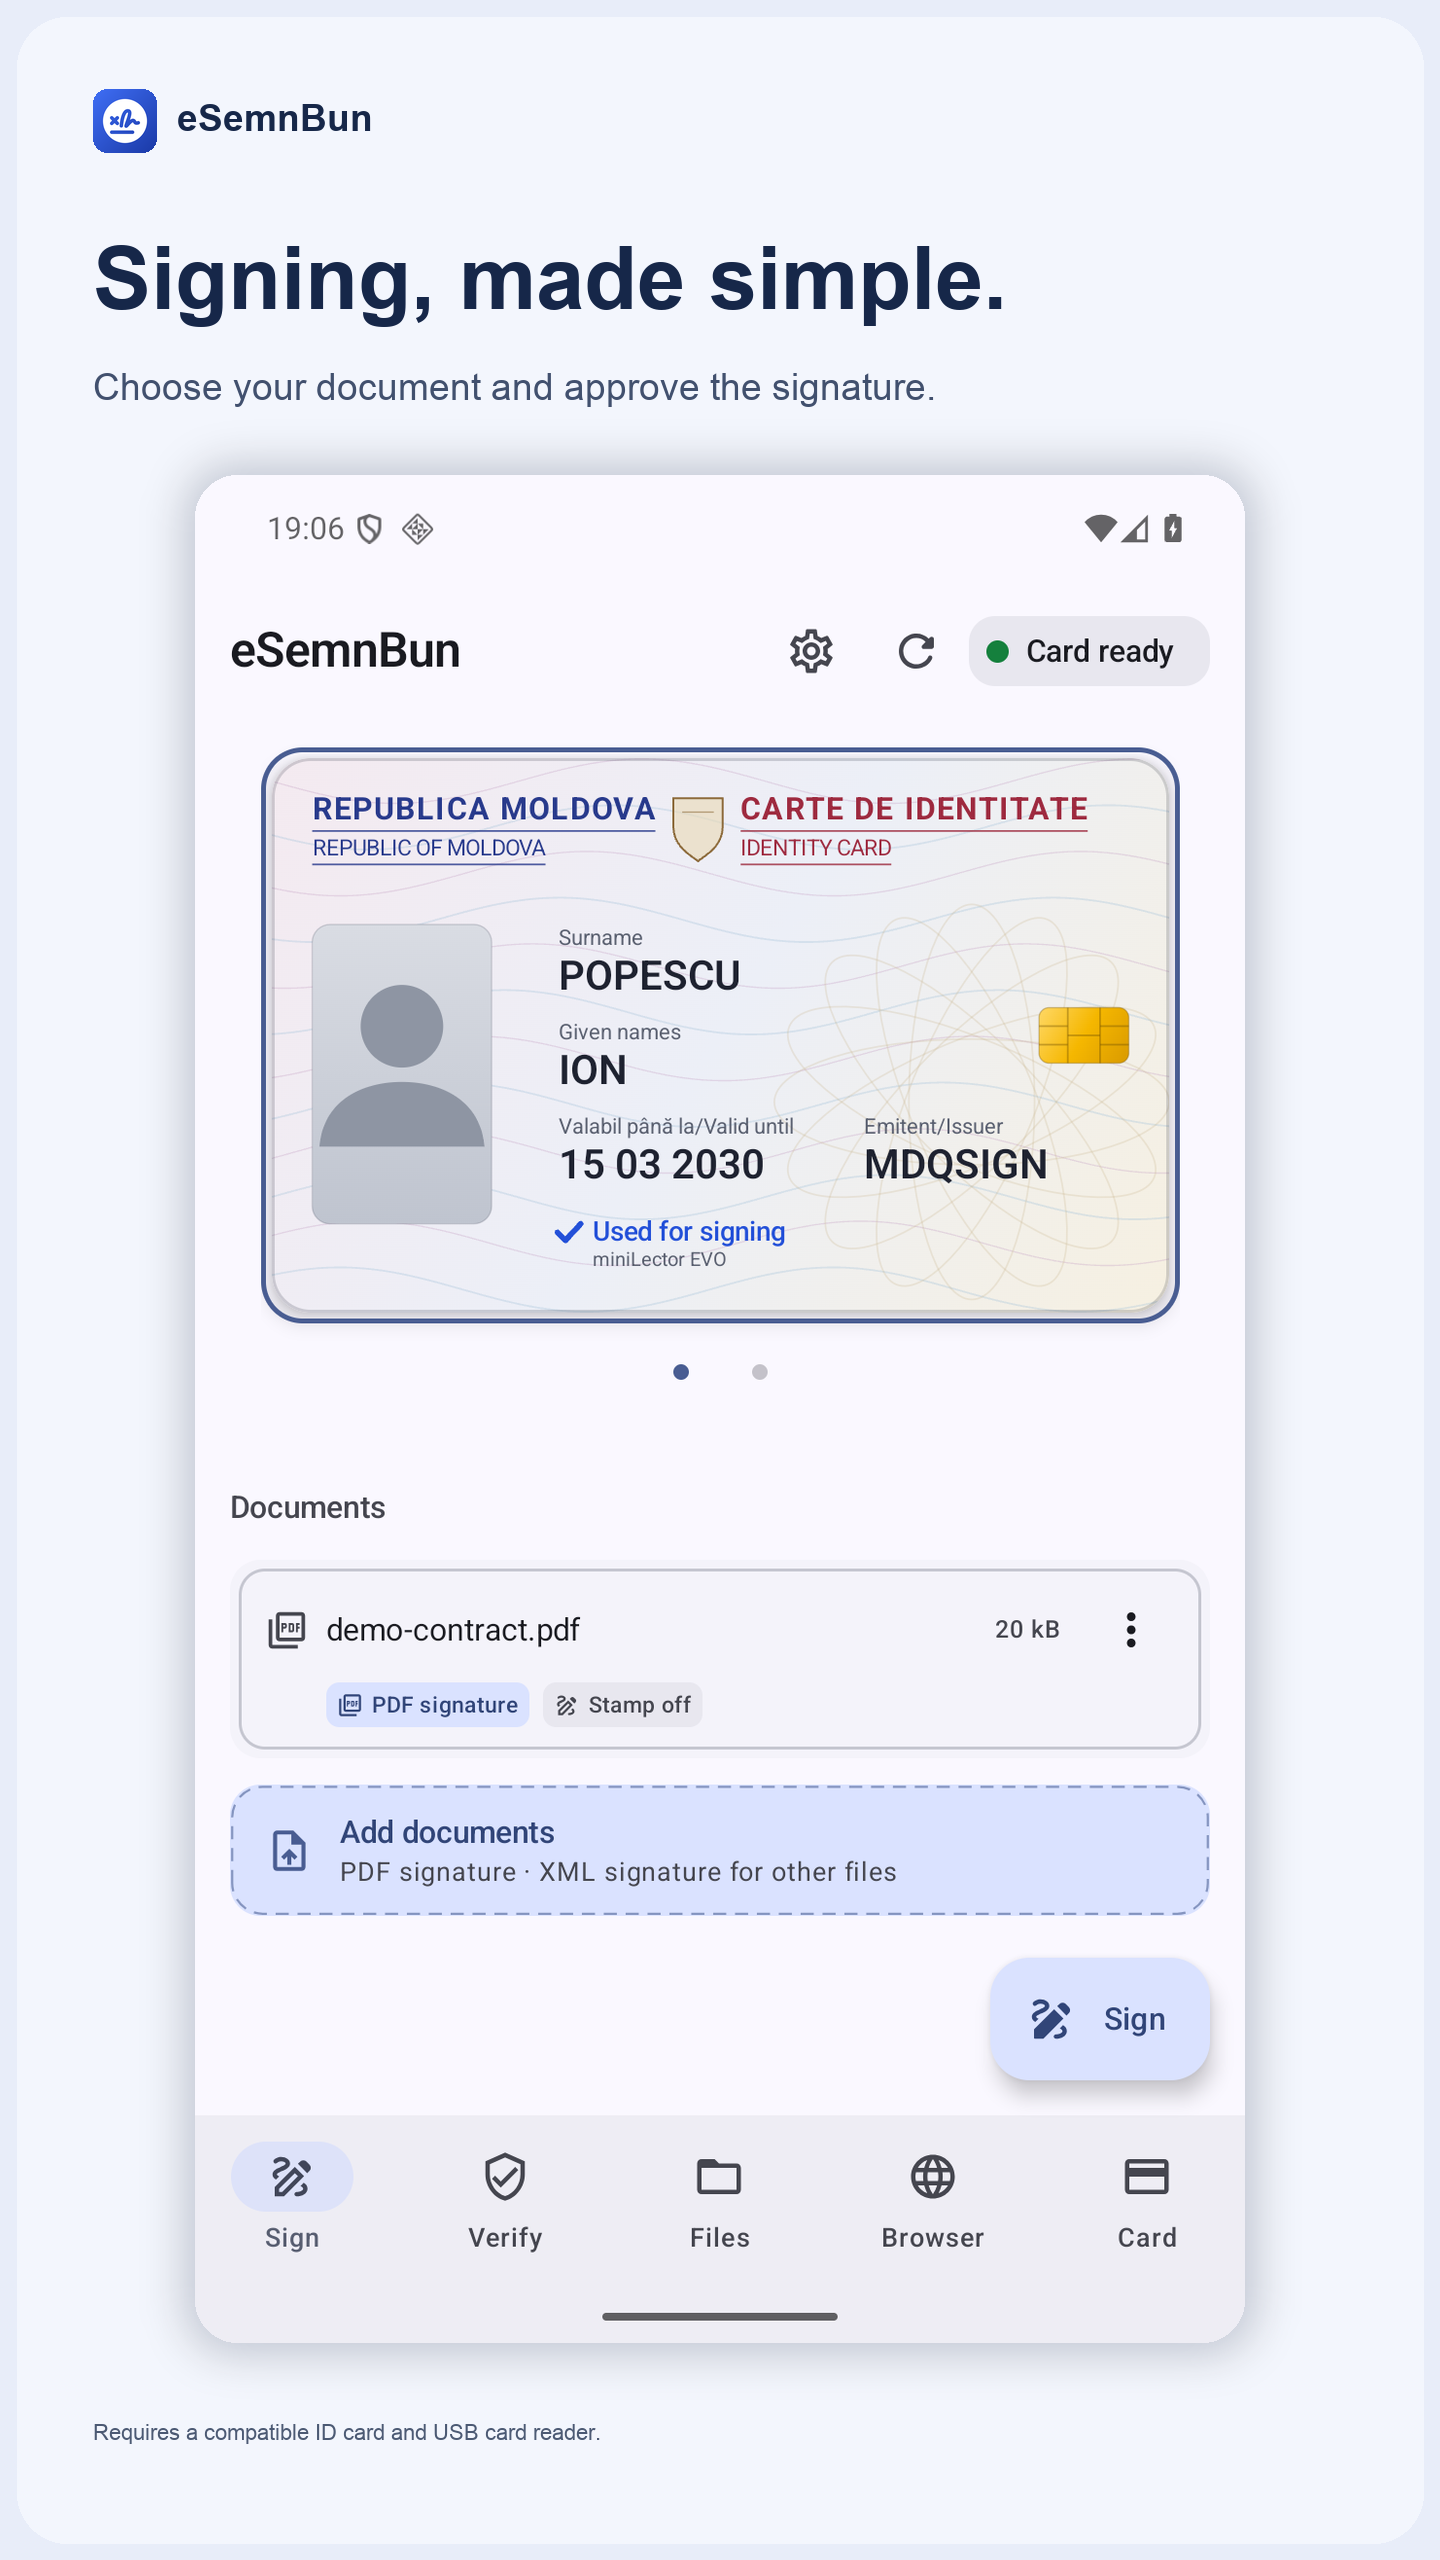 eSemnBun
Signing, made simple.
Choose your document and approve the signature.
19:06
eSemnBun
Card ready
REPUBLICA MOLDOVA
REPUBLIC OF MOLDOVA
CARTE DE IDENTITATE
IDENTITY CARD
Surname
POPESCU
Given names
ION
Valabil până la/Valid until
15 03 2030
Emitent/Issuer
MDQSIGN
Used for signing
miniLector EVO
Documents
PDF
demo-contract.pdf
20 kB
PDF
PDF signature
Stamp off
Add documents
PDF signature · XML signature for other files
Sign
Sign
Verify
Files
Browser
Card
Requires a compatible ID card and USB card reader.